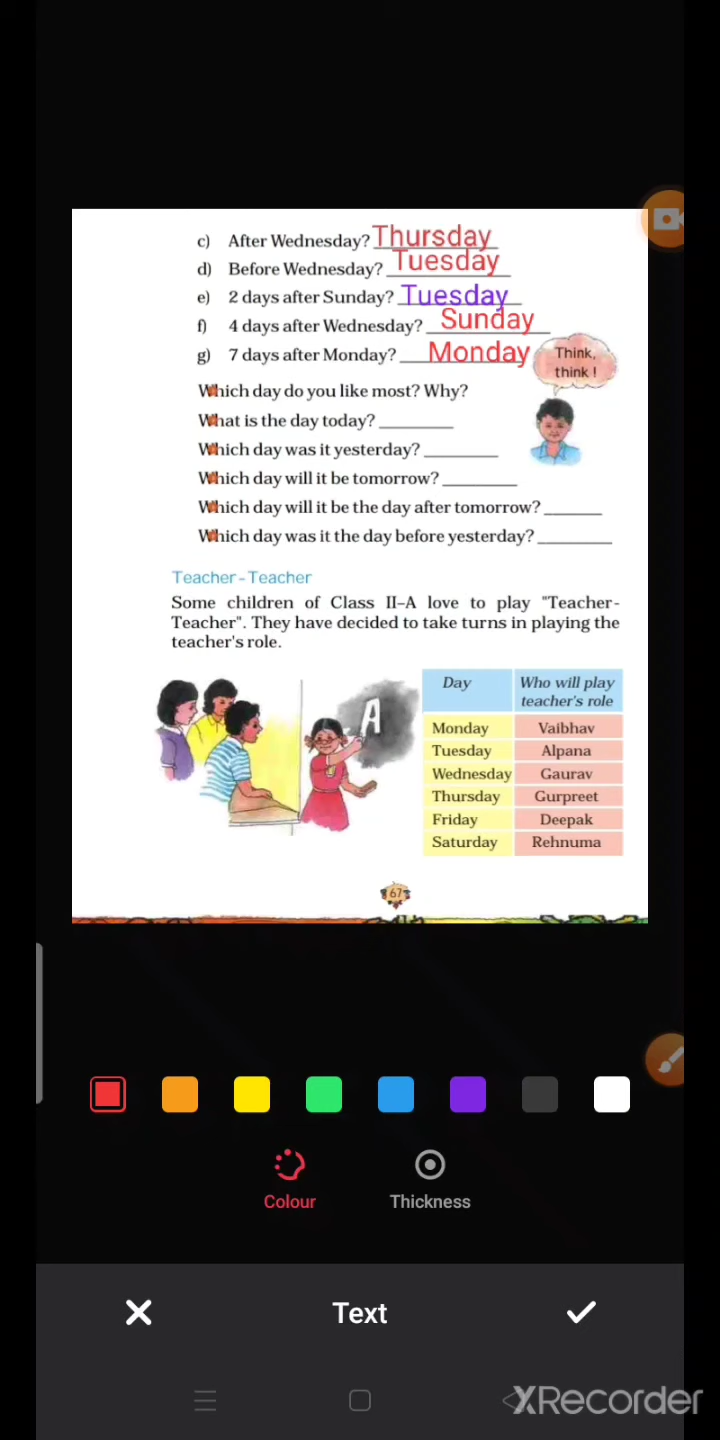 c) After Wednesday? Thursday
d) Before Wednesday? Tuesday
e) 2 days after Sunday? Tuesday
f) 4 days after Wednesday? Sunday
g) 7 days after Monday? Monday
Think,
think !
Which day do you like most? Why?
What is the day today?
Which day was it yesterday?
Which day will it be tomorrow?
Which day will it be the day after tomorrow?
Which day was it the day before yesterday?
Teacher - Teacher
Some children of Class II–A love to play "Teacher-
Teacher". They have decided to take turns in playing the
teacher's role.
A
Day Who will play
teacher's role
Monday Vaibhav
Tuesday Alpana
Wednesday Gaurav
Thursday Gurpreet
Friday Deepak
Saturday Rehnuma
67
Colour Thickness
Text
XRecorder